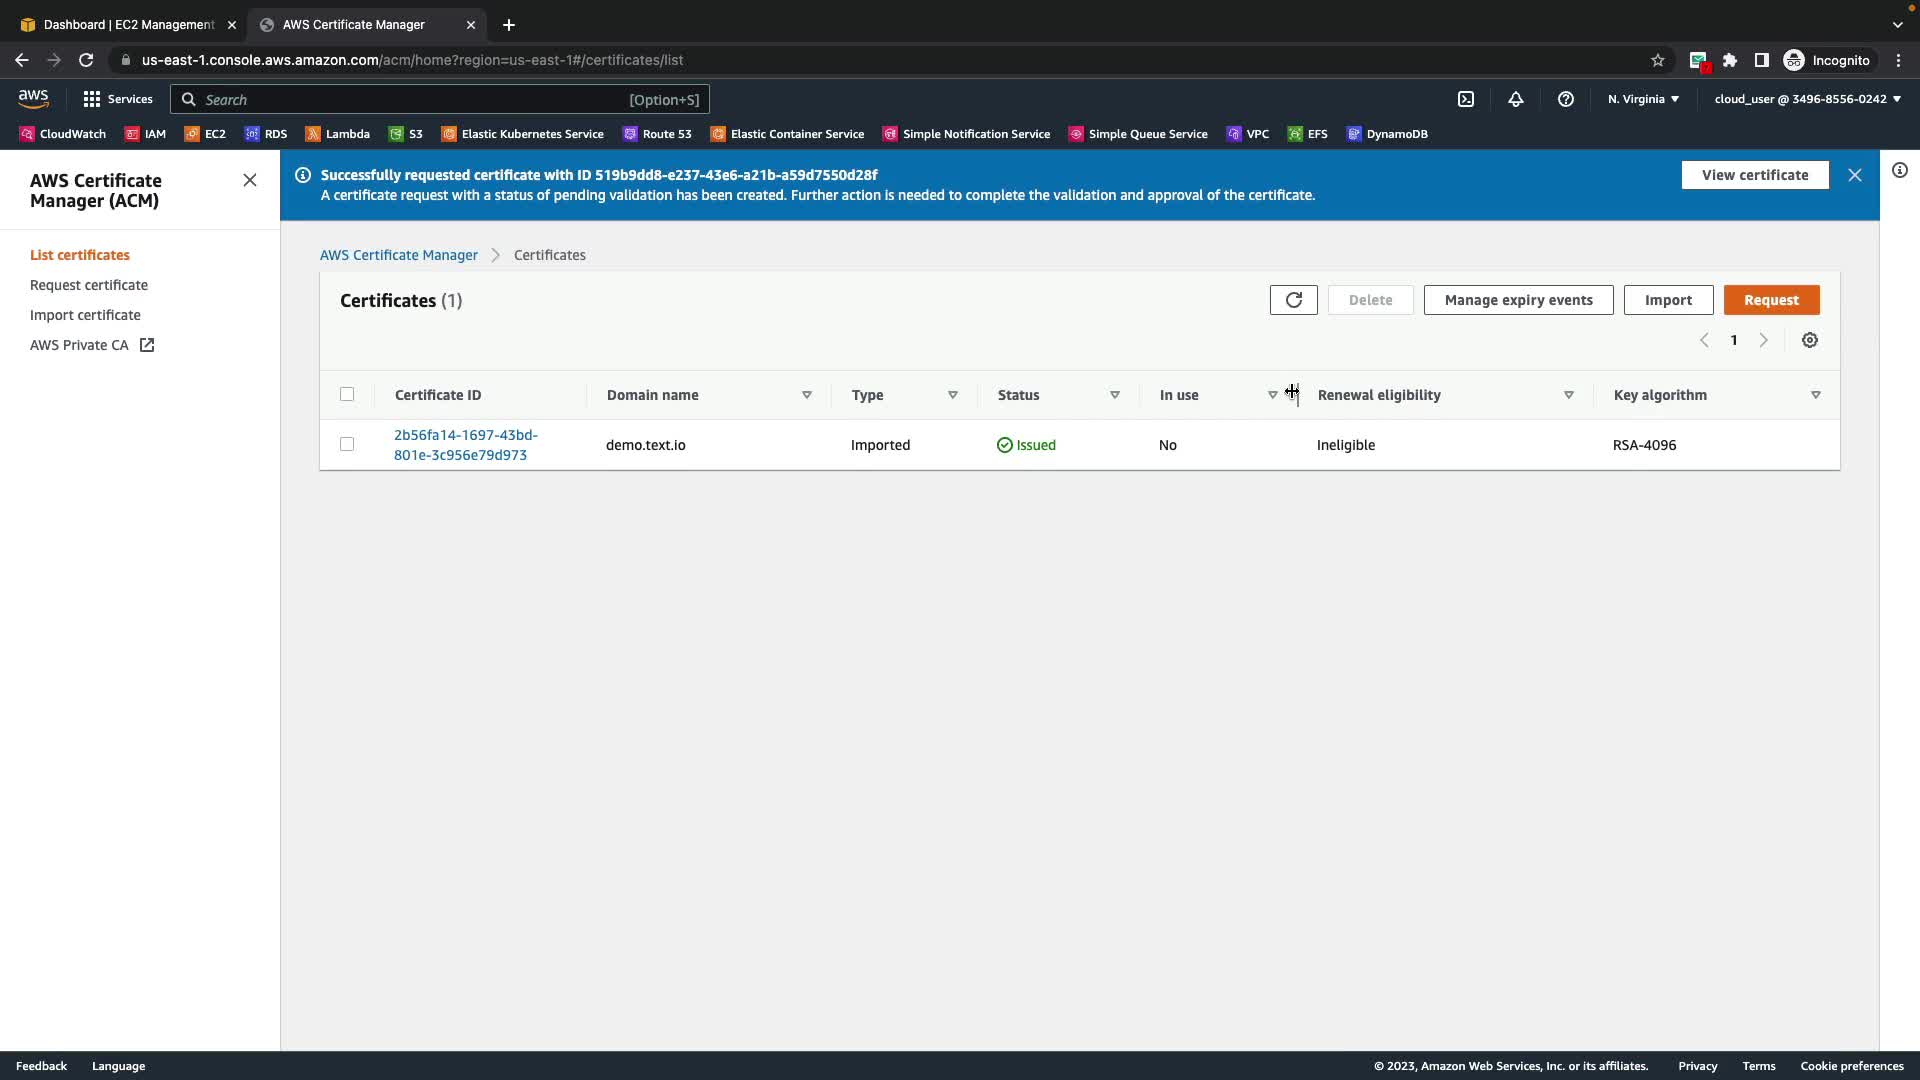 Dashboard | EC2 Management
AWS Certificate Manager
us-east-1.console.aws.amazon.com/acm/home?region=us-east-1#/certificates/list
Incognito
aws
Services
Search
[Option+S]
N. Virginia
cloud_user @ 3496-8556-0242
CloudWatch
IAM
EC2
RDS
Lambda
S3
Elastic Kubernetes Service
Route 53
Elastic Container Service
Simple Notification Service
Simple Queue Service
VPC
EFS
DynamoDB
AWS Certificate
Manager (ACM)
List certificates
Request certificate
Import certificate
AWS Private CA
Successfully requested certificate with ID 519b9dd8-e237-43e6-a21b-a59d7550d28f
A certificate request with a status of pending validation has been created. Further action is needed to complete the validation and approval of the certificate.
View certificate
AWS Certificate Manager > Certificates
Certificates (1)
Delete
Manage expiry events
Import
Request
1
Certificate ID
Domain name
Type
Status
In use
Renewal eligibility
Key algorithm
2b56fa14-1697-43bd-
801e-3c956e79d973
demo.text.io
Imported
Issued
No
Ineligible
RSA-4096
Feedback
Language
© 2023, Amazon Web Services, Inc. or its affiliates.
Privacy
Terms
Cookie preferences